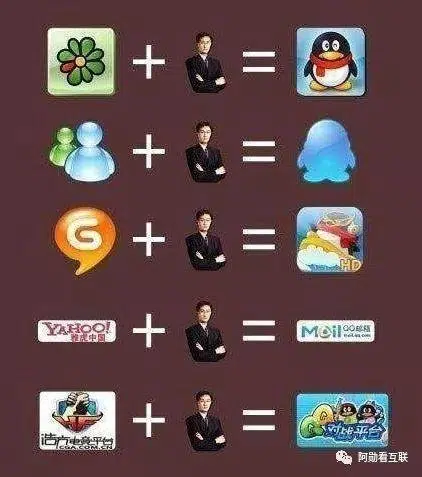 G
HD
YAHOO!
雅虎中国
Mail QQ邮箱
mail.qq.com
浩方电竞平台
CGA.COM.CN
QQ
对战平台
阿勋看互联